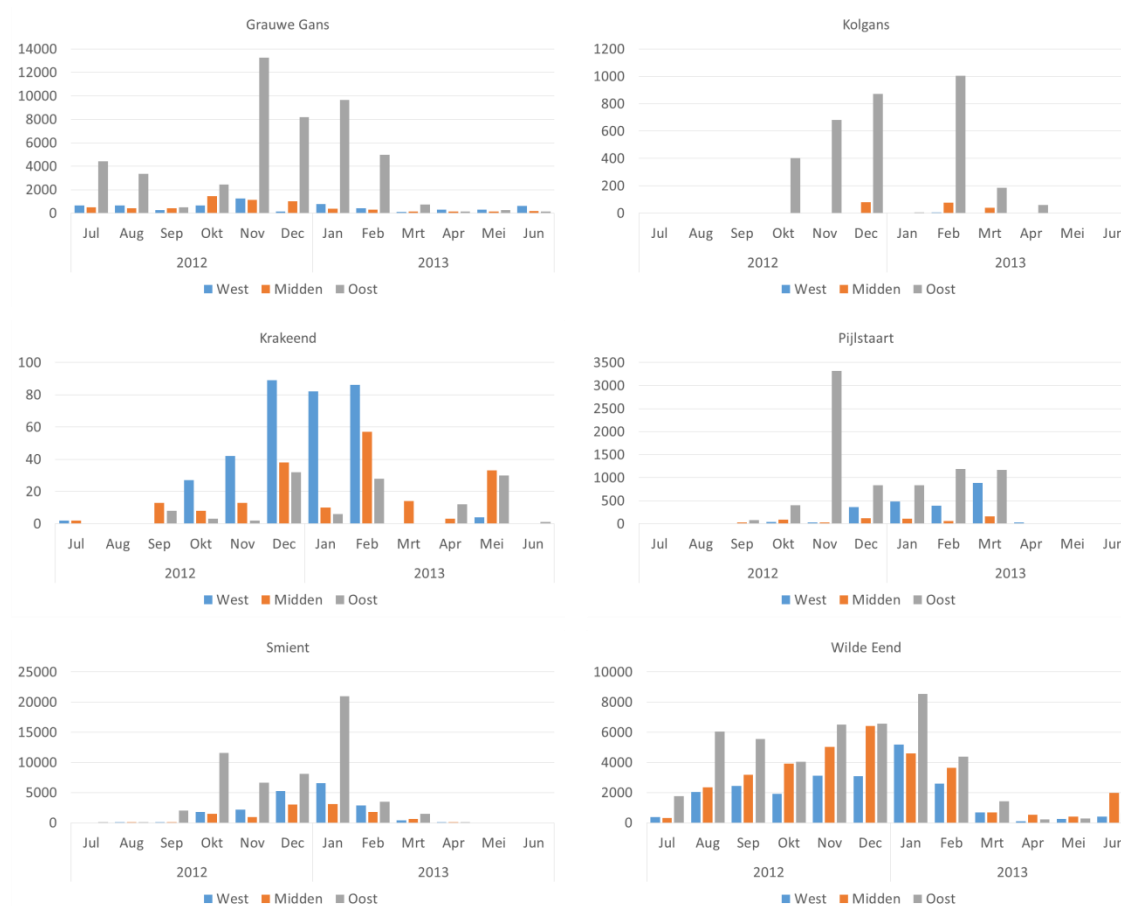 Grauwe Gans
14000
12000
10000
8000
6000
4000
2000
0
Jul Aug Sep Okt Nov Dec Jan Feb Mrt Apr Mei Jun
2012 2013
West Midden Oost
Kolgans
1200
1000
800
600
400
200
0
Jul Aug Sep Okt Nov Dec Jan Feb Mrt Apr Mei Jun
2012 2013
West Midden Oost
Krakeend
100
80
60
40
20
0
Jul Aug Sep Okt Nov Dec Jan Feb Mrt Apr Mei Jun
2012 2013
West Midden Oost
Pijlstaart
3500
3000
2500
2000
1500
1000
500
0
Jul Aug Sep Okt Nov Dec Jan Feb Mrt Apr Mei Jun
2012 2013
West Midden Oost
Smient
25000
20000
15000
10000
5000
0
Jul Aug Sep Okt Nov Dec Jan Feb Mrt Apr Mei Jun
2012 2013
West Midden Oost
Wilde Eend
10000
8000
6000
4000
2000
0
Jul Aug Sep Okt Nov Dec Jan Feb Mrt Apr Mei Jun
2012 2013
West Midden Oost